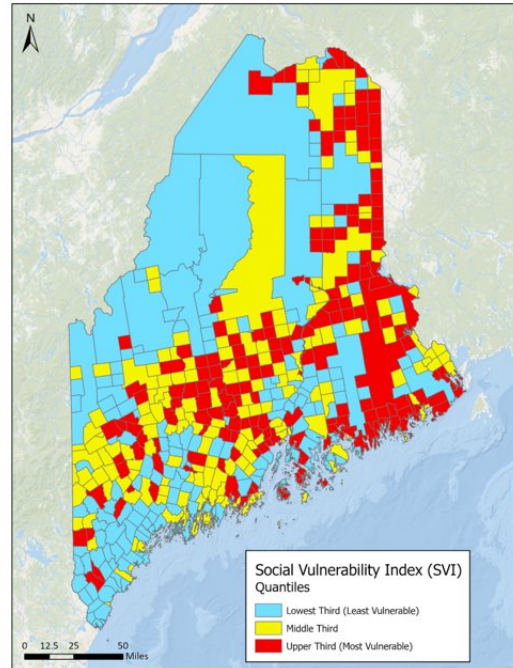 N
Social Vulnerability Index (SVI)
Quantiles
Lowest Third (Least Vulnerable)
Middle Third
Upper Third (Most Vulnerable)
0 12.5 25 50
Miles